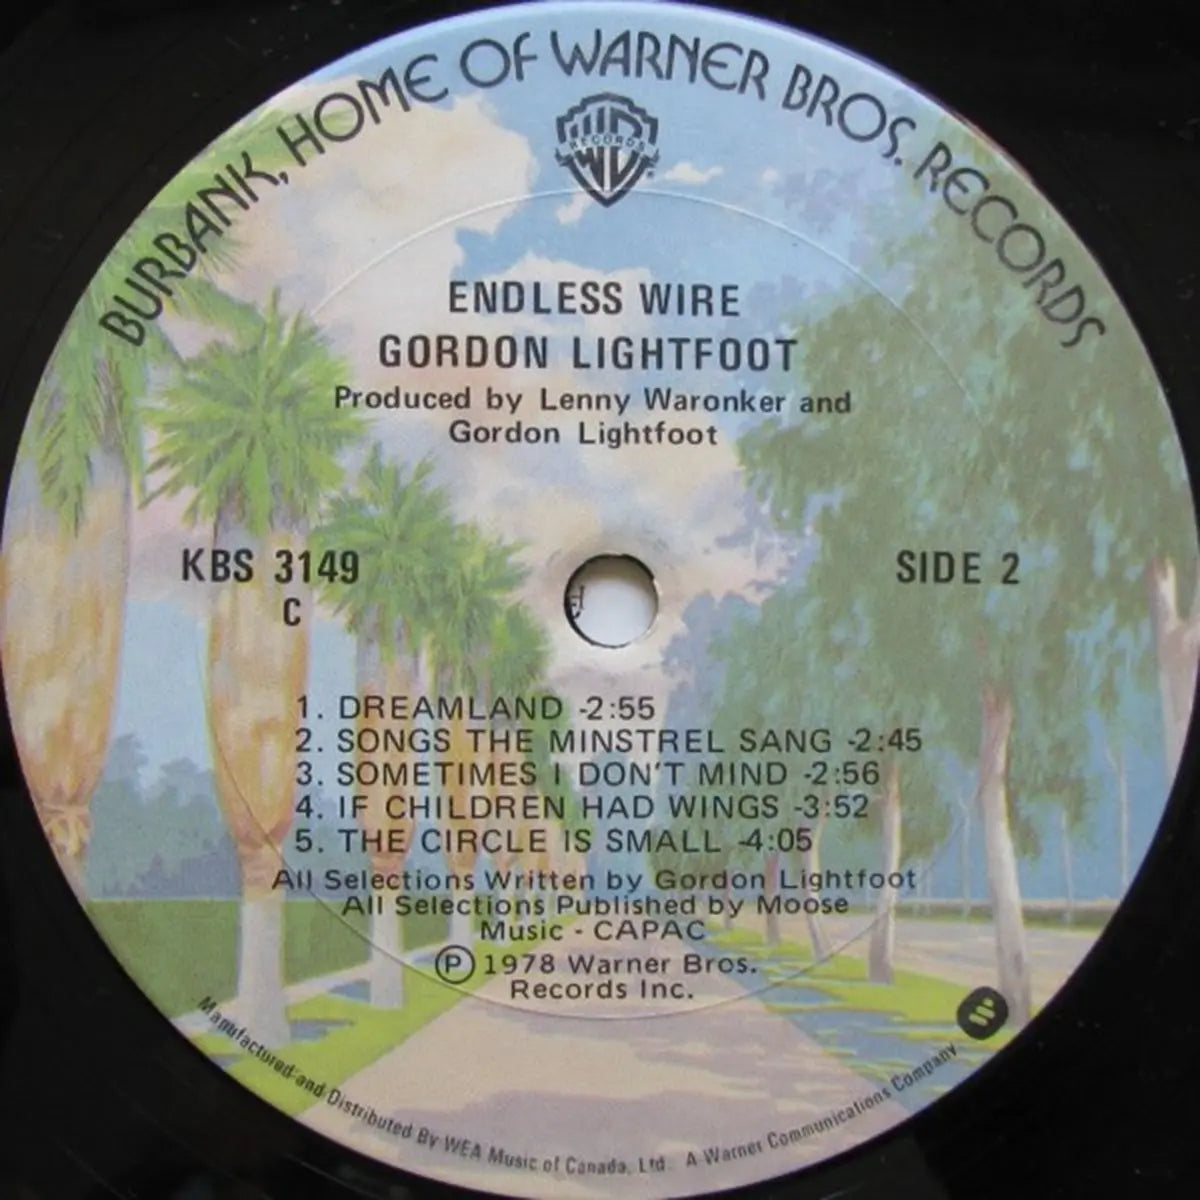 BURBANK, HOME OF WARNER BROS. RECORDS
WB
RECORDS
ENDLESS WIRE
GORDON LIGHTFOOT
Produced by Lenny Waronker and
Gordon Lightfoot
KBS 3149
C
SIDE 2
1. DREAMLAND -2:55
2. SONGS THE MINSTREL SANG -2:45
3. SOMETIMES I DON'T MIND -2:56
4. IF CHILDREN HAD WINGS -3:52
5. THE CIRCLE IS SMALL -4:05
All Selections Written by Gordon Lightfoot
All Selections Published by Moose
Music - CAPAC
Ⓟ 1978 Warner Bros.
Records Inc.
Manufactured and Distributed By WEA Music of Canada, Ltd. A Warner Communications Company